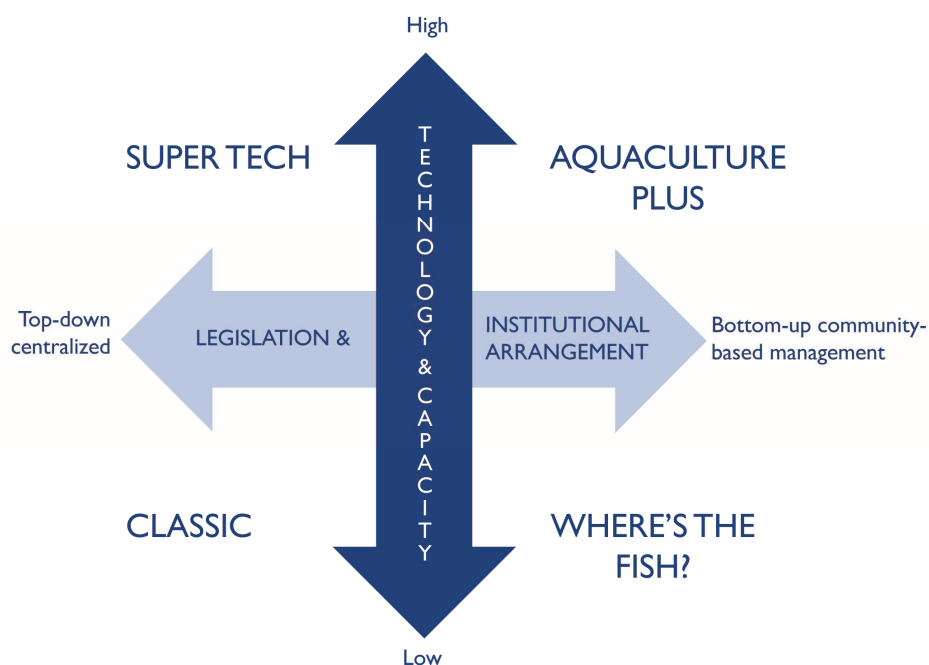 High
SUPER TECH
AQUACULTURE
PLUS
TECHNOLOGY & CAPACITY
Top-down
centralized
LEGISLATION &
INSTITUTIONAL
ARRANGEMENT
Bottom-up community-
based management
CLASSIC
WHERE'S THE
FISH?
Low